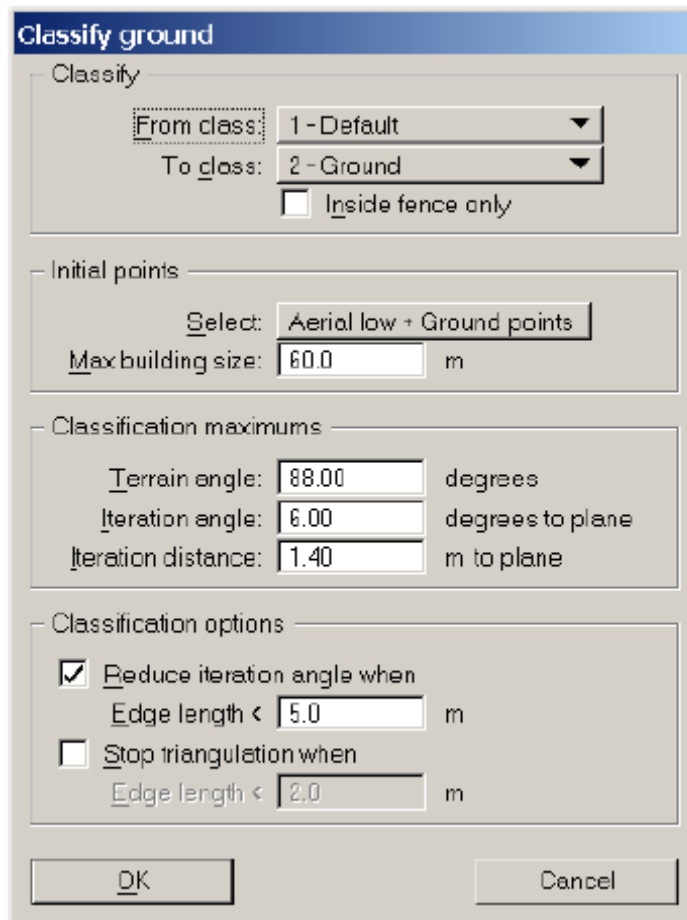 Classify ground
Classify
From class: 1 - Default
To class: 2 - Ground
Inside fence only
Initial points
Select: Aerial low + Ground points
Max building size: 60.0 m
Classification maximums
Terrain angle: 88.00 degrees
Iteration angle: 6.00 degrees to plane
Iteration distance: 1.40 m to plane
Classification options
Reduce iteration angle when
Edge length < 5.0 m
Stop triangulation when
Edge length < 2.0 m
OK Cancel